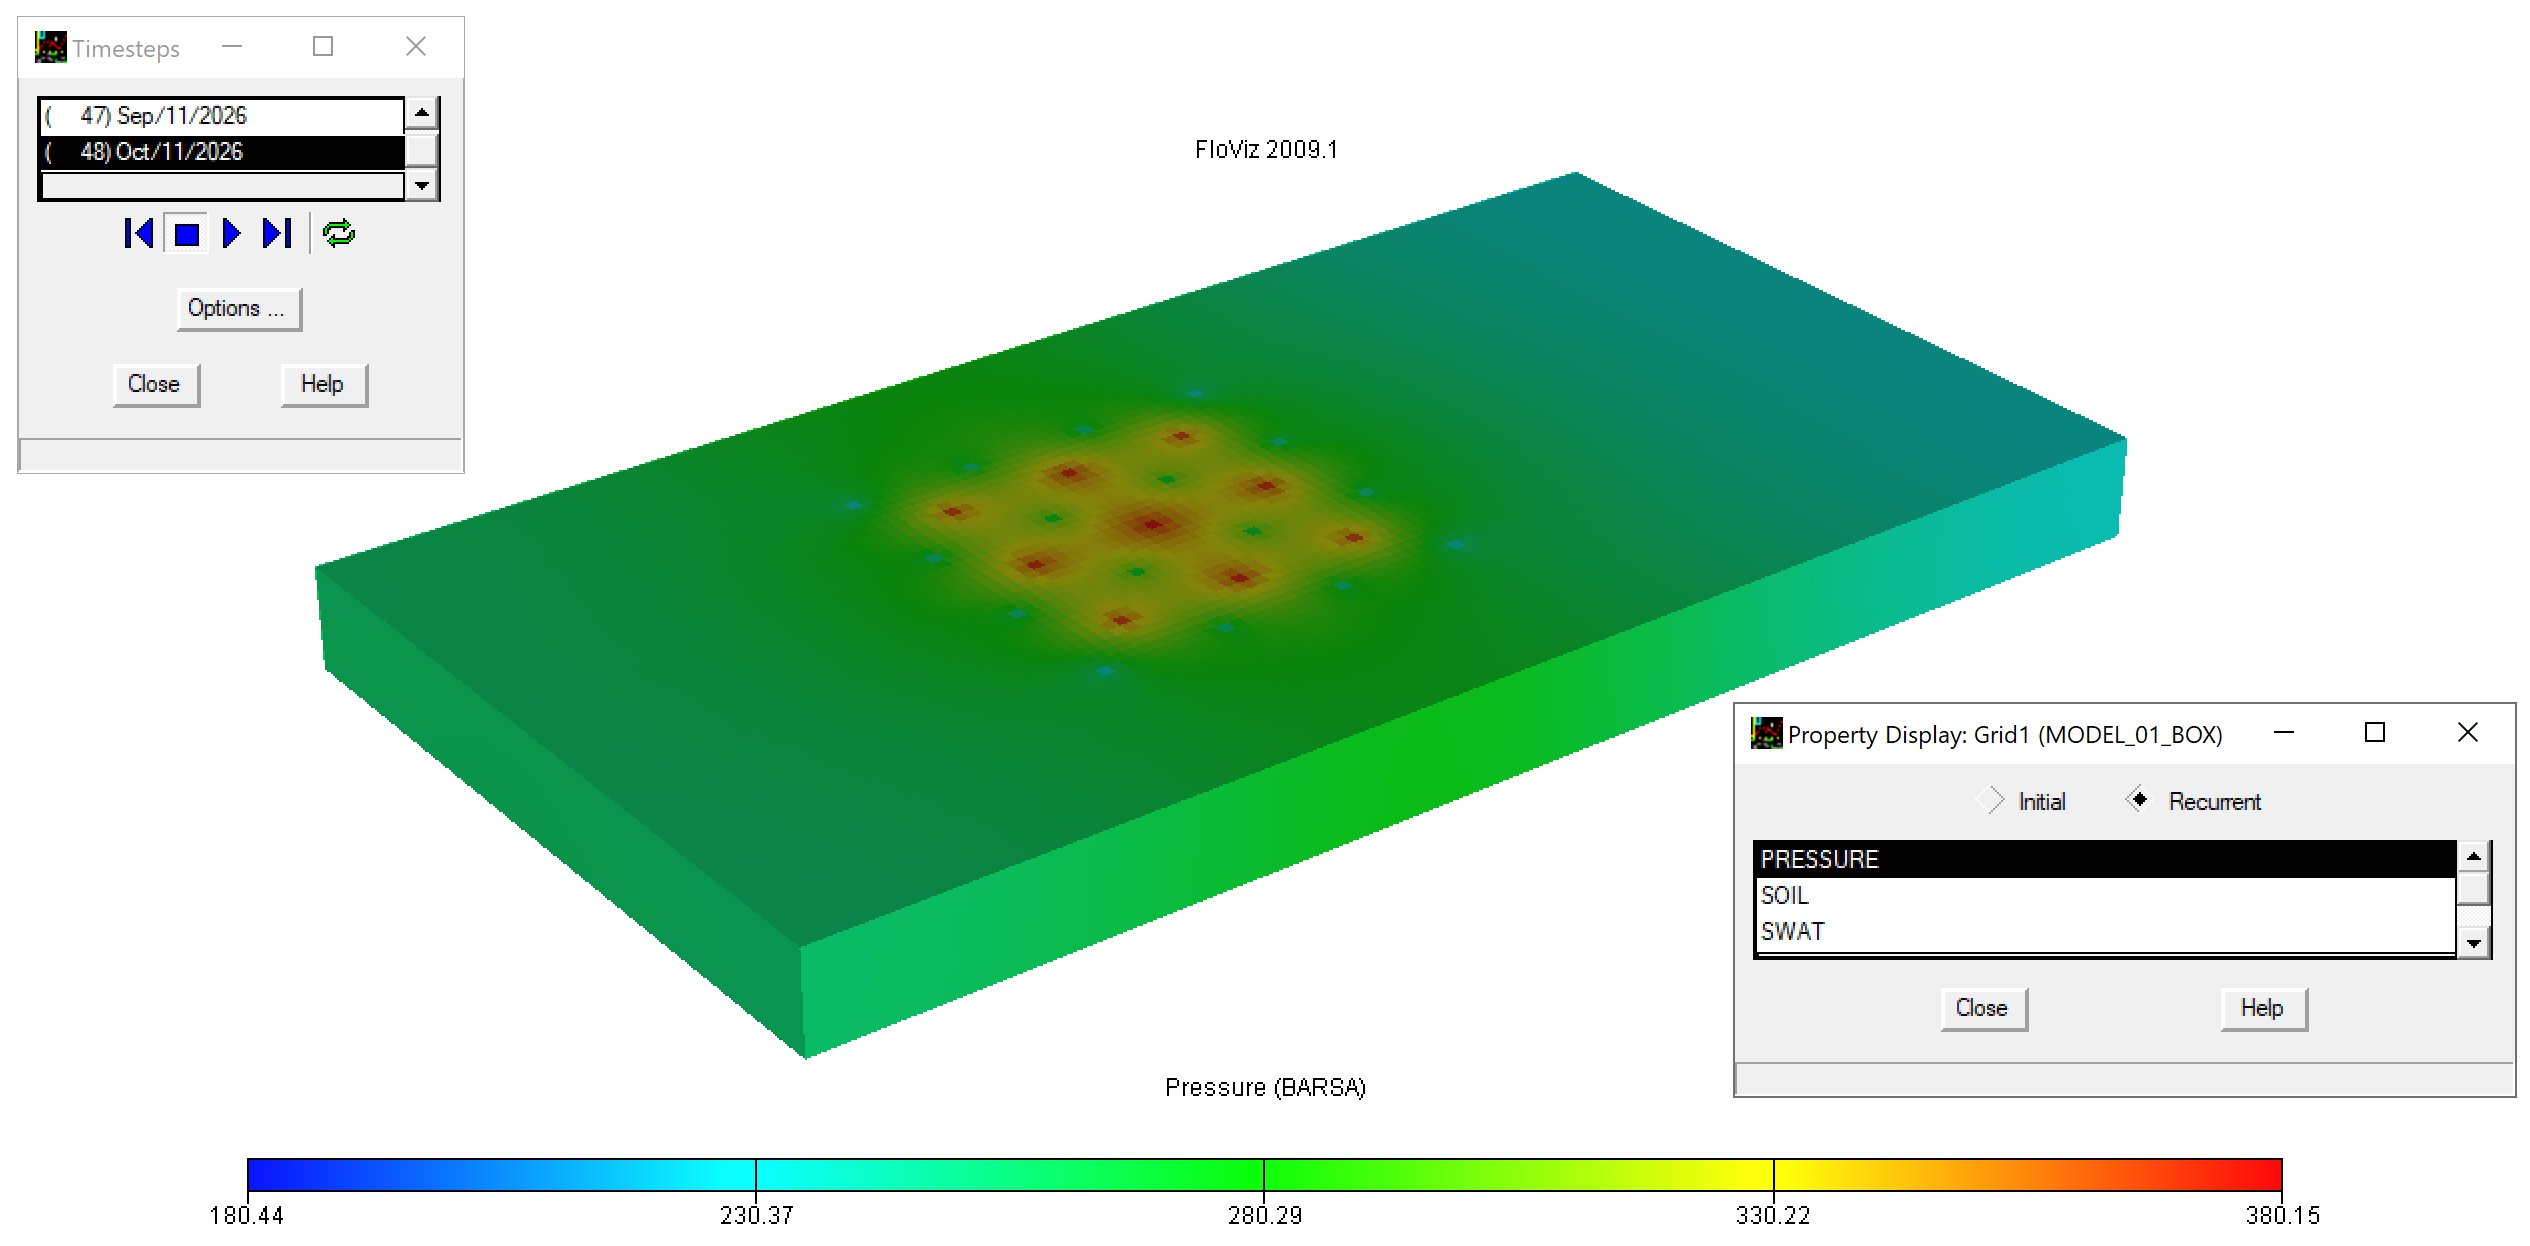 Timesteps
( 47) Sep/11/2026
( 48) Oct/11/2026
Options ...
Close
Help
FloViz 2009.1
Property Display: Grid1 (MODEL_01_BOX)
Initial
Recurrent
PRESSURE
SOIL
SWAT
Close
Help
Pressure (BARSA)
180.44
230.37
280.29
330.22
380.15